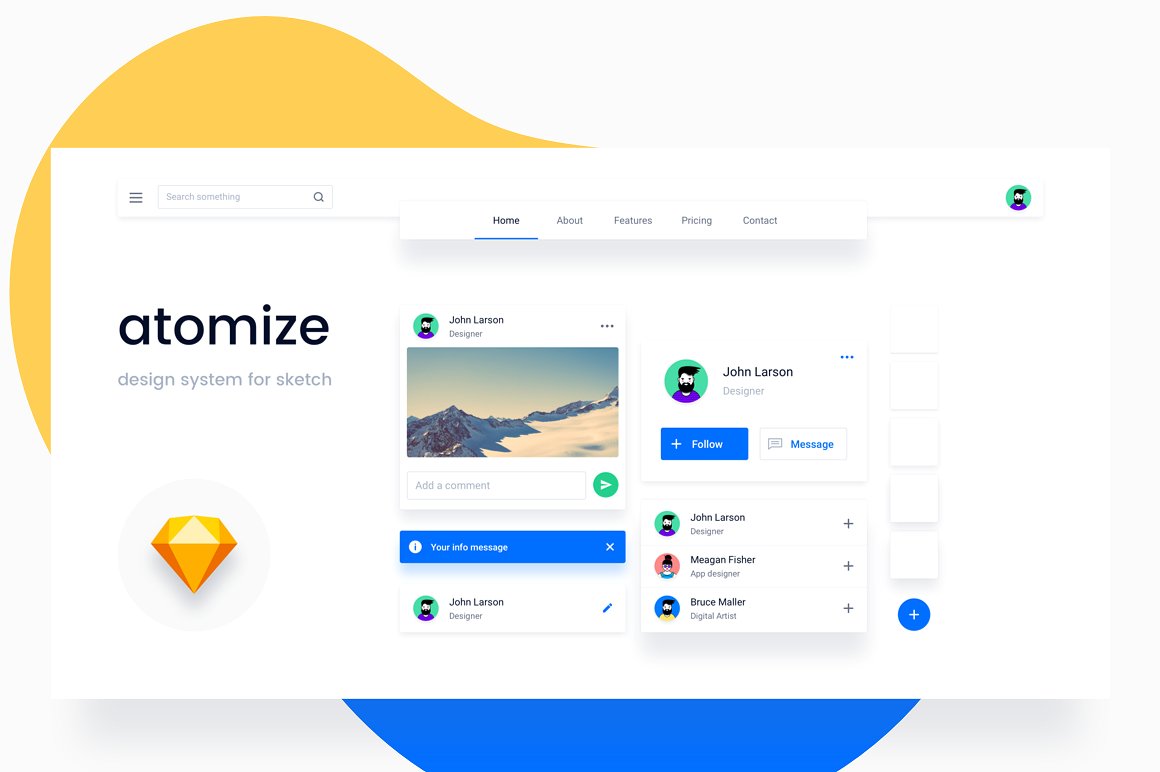 Search something
Home About Features Pricing Contact
atomize
design system for sketch
John Larson
Designer
Add a comment
Your info message
John Larson
Designer
John Larson
Designer
Follow Message
John Larson
Designer
Meagan Fisher
App designer
Bruce Maller
Digital Artist